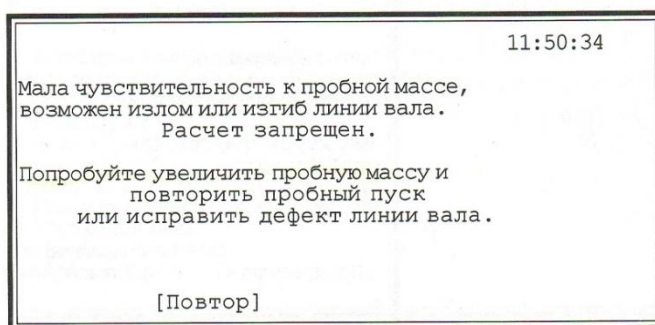 11:50:34
Мала чувствительность к пробной массе,
возможен излом или изгиб линии вала.
Расчет запрещен.
Попробуйте увеличить пробную массу и
повторить пробный пуск
или исправить дефект линии вала.
[Повтор]